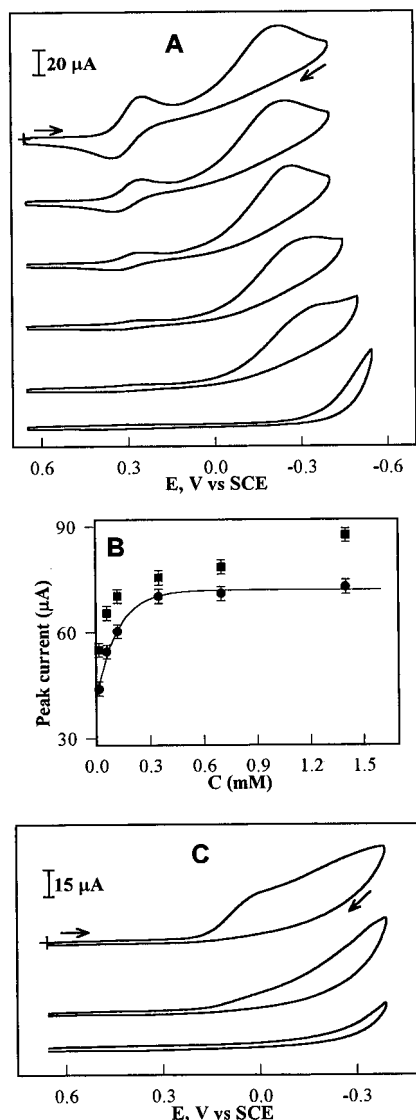 A
20 μA
0.6 0.3 0.0 -0.3 -0.6
E, V vs SCE
90
B
60
30
Peak current (μA)
0.0 0.3 0.6 0.9 1.2 1.5
C (mM)
C
15 μA
0.6 0.3 0.0 -0.3
E, V vs SCE